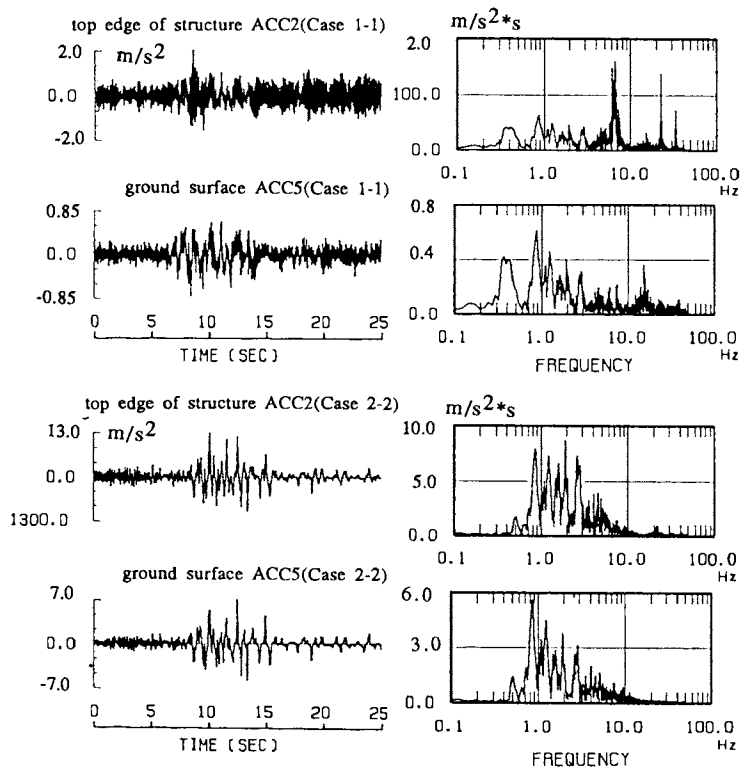 top edge of structure ACC2(Case 1-1)
m/s²
2.0
0.0
-2.0
m/s²*s
2.0
100.0
0.0
0.1 1.0 10.0 100.0
Hz
ground surface ACC5(Case 1-1)
0.85
0.0
-0.85
0 5 10 15 20 25
TIME (SEC)
0.8
0.4
0.0
0.1 1.0 10.0 100.0
Hz
FREQUENCY
top edge of structure ACC2(Case 2-2)
m/s²
13.0
0.0
1300.0
m/s²*s
10.0
5.0
0.0
0.1 1.0 10.0 100.0
Hz
ground surface ACC5(Case 2-2)
7.0
0.0
-7.0
0 5 10 15 20 25
TIME (SEC)
6.0
3.0
0.0
0.1 1.0 10.0 100.0
Hz
FREQUENCY